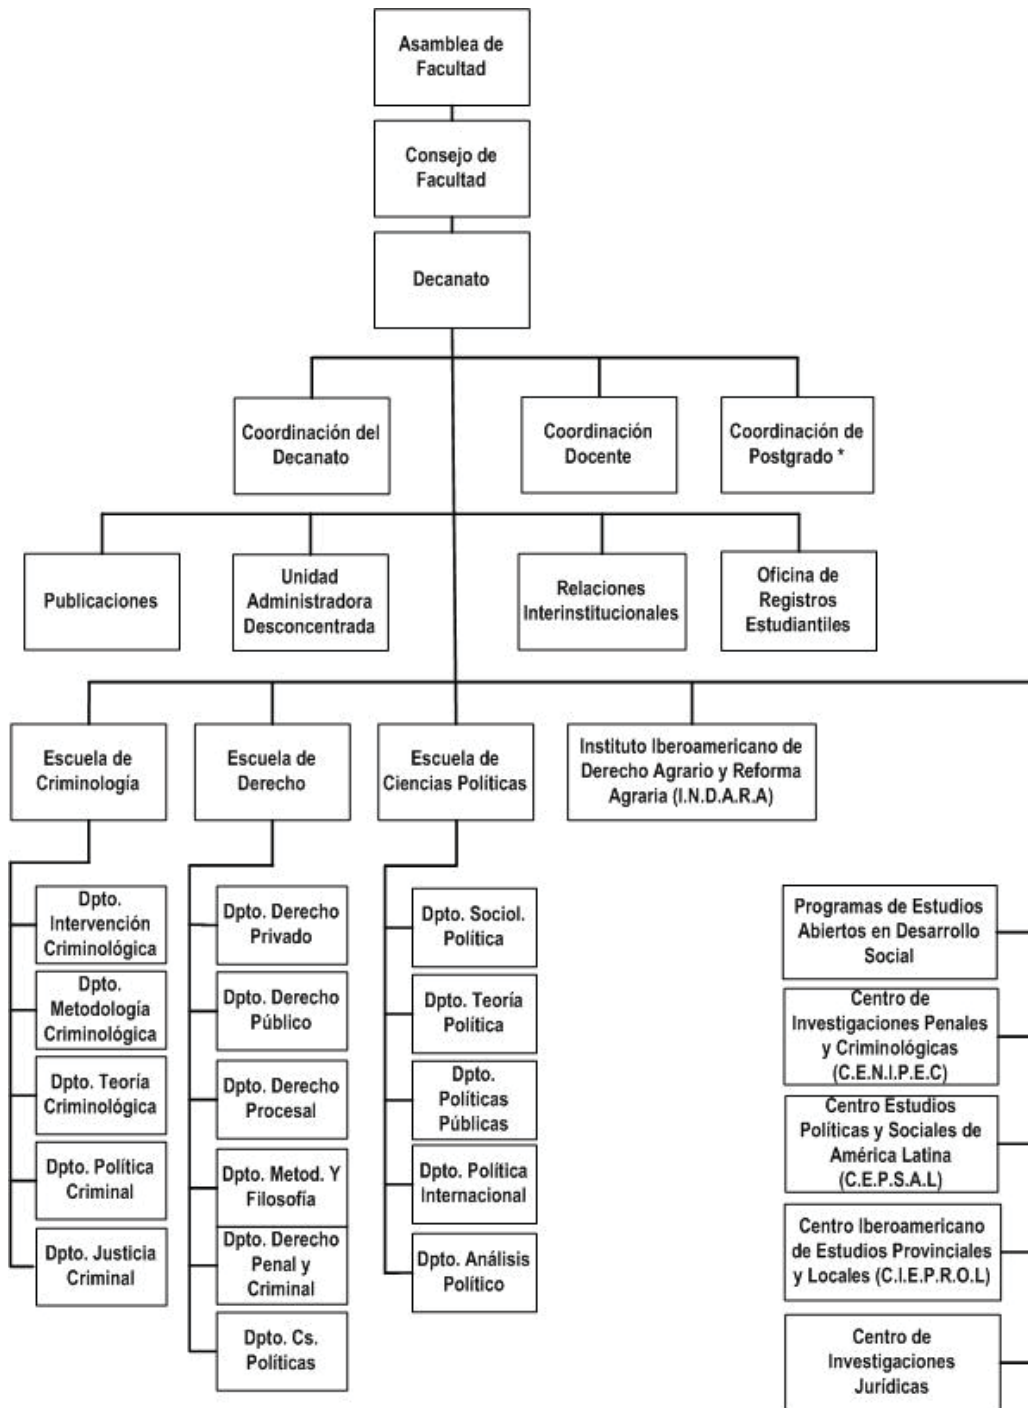 Asamblea de
Facultad
Consejo de
Facultad
Decanato
Coordinación del
Decanato
Coordinación
Docente
Coordinación de
Postgrado *
Publicaciones
Unidad
Administradora
Desconcentrada
Relaciones
Interinstitucionales
Oficina de
Registros
Estudiantiles
Escuela de
Criminología
Escuela de
Derecho
Escuela de
Ciencias Políticas
Instituto Iberoamericano de
Derecho Agrario y Reforma
Agraria (I.N.D.A.R.A)
Dpto.
Intervención
Criminológica
Dpto.
Metodología
Criminológica
Dpto. Teoría
Criminológica
Dpto. Política
Criminal
Dpto. Justicia
Criminal
Dpto. Derecho
Privado
Dpto. Derecho
Público
Dpto. Derecho
Procesal
Dpto. Metod. Y
Filosofía
Dpto. Derecho
Penal y
Criminal
Dpto. Cs.
Políticas
Dpto. Sociol.
Política
Dpto. Teoría
Política
Dpto.
Políticas
Públicas
Dpto. Política
Internacional
Dpto. Análisis
Político
Programas de Estudios
Abiertos en Desarrollo
Social
Centro de
Investigaciones Penales
y Criminológicas
(C.E.N.I.P.E.C)
Centro Estudios
Políticas y Sociales de
América Latina
(C.E.P.S.A.L)
Centro Iberoamericano
de Estudios Provinciales
y Locales (C.I.E.P.R.O.L)
Centro de
Investigaciones
Jurídicas